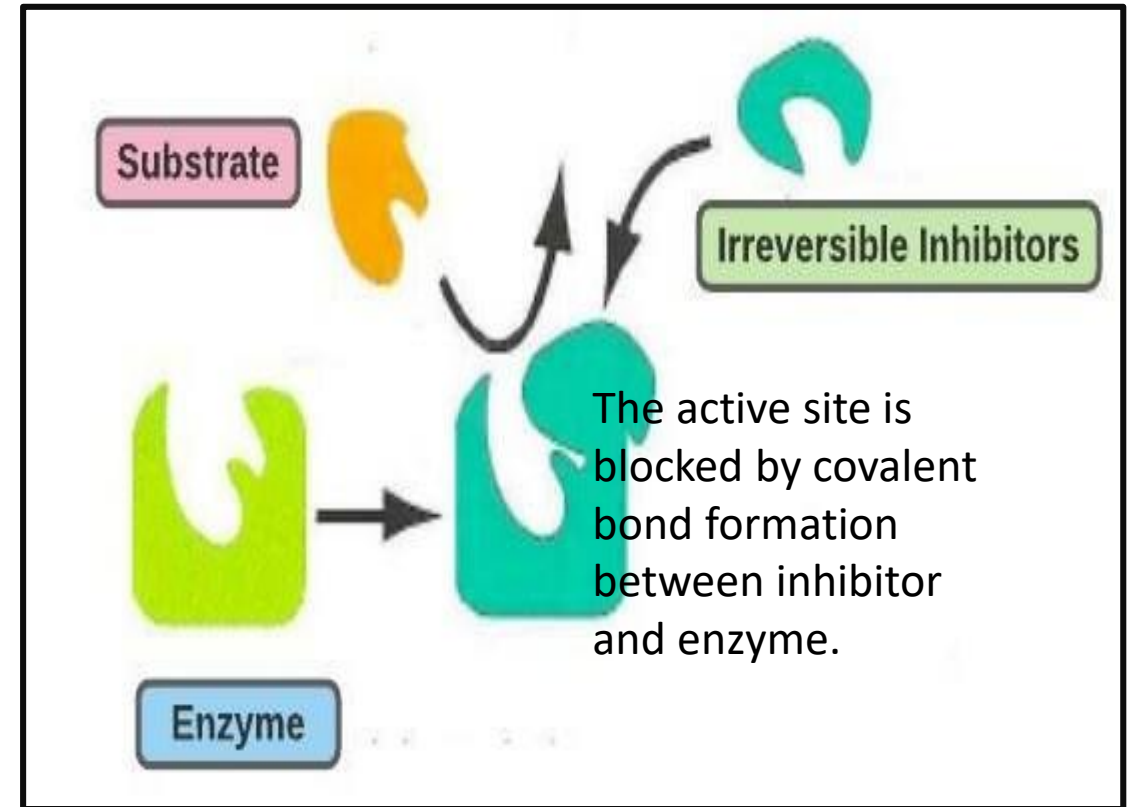 Substrate
Irreversible Inhibitors
The active site is
blocked by covalent
bond formation
between inhibitor
and enzyme.
Enzyme